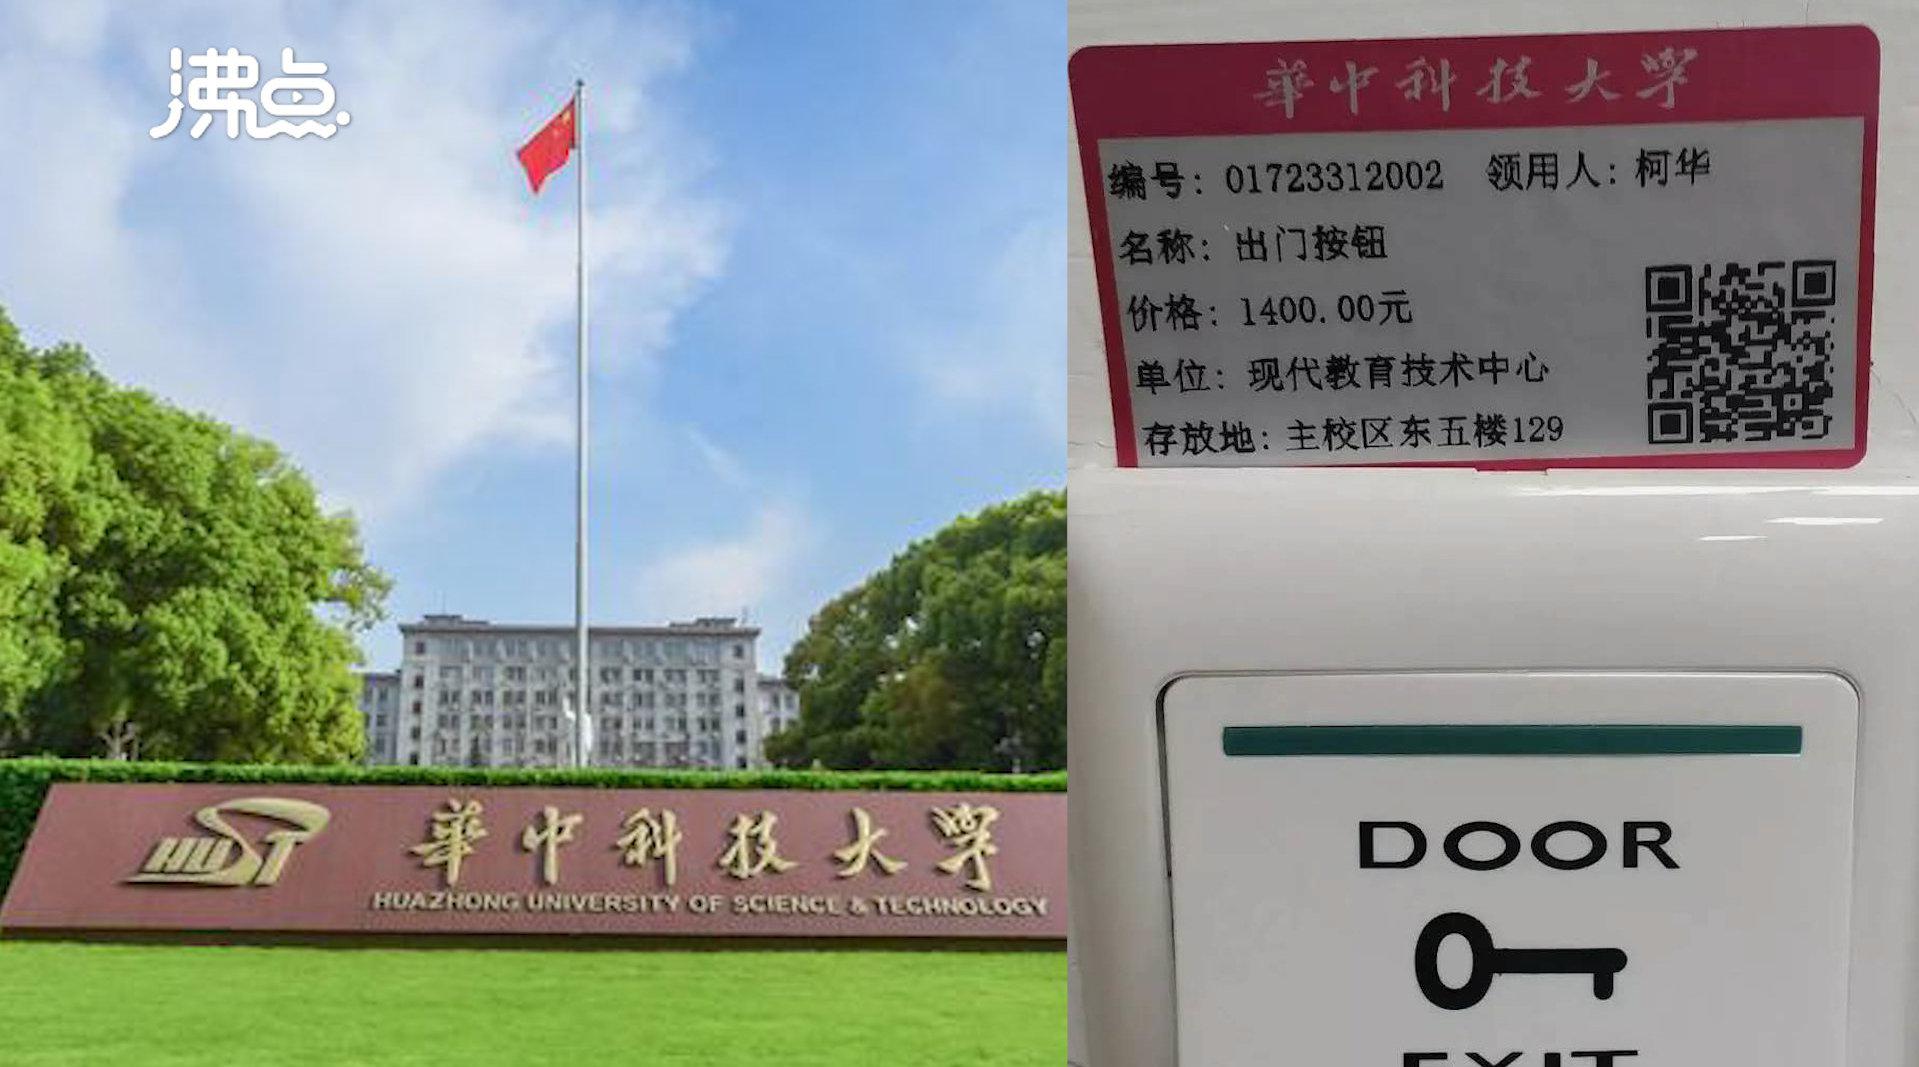 沸点
HUST
華中科技大学
HUAZHONG UNIVERSITY OF SCIENCE & TECHNOLOGY
華中科技大学
编号: 01723312002 领用人: 柯华
名称: 出门按钮
价格: 1400.00元
单位: 现代教育技术中心
存放地: 主校区东五楼129
DOOR
EXIT